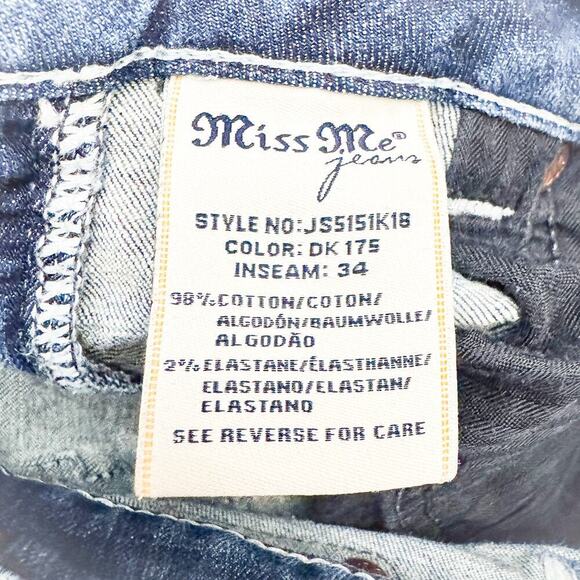 Miss Me®
jeans
STYLE NO:JS5151K18
COLOR: DK 175
INSEAM: 34
98% COTTON/COTON/
ALGODÓN/BAUMWOLLE/
ALGODÃO
2% ELASTANE/ÉLASTHANNE/
ELASTANO/ELASTAN/
ELASTANO
SEE REVERSE FOR CARE